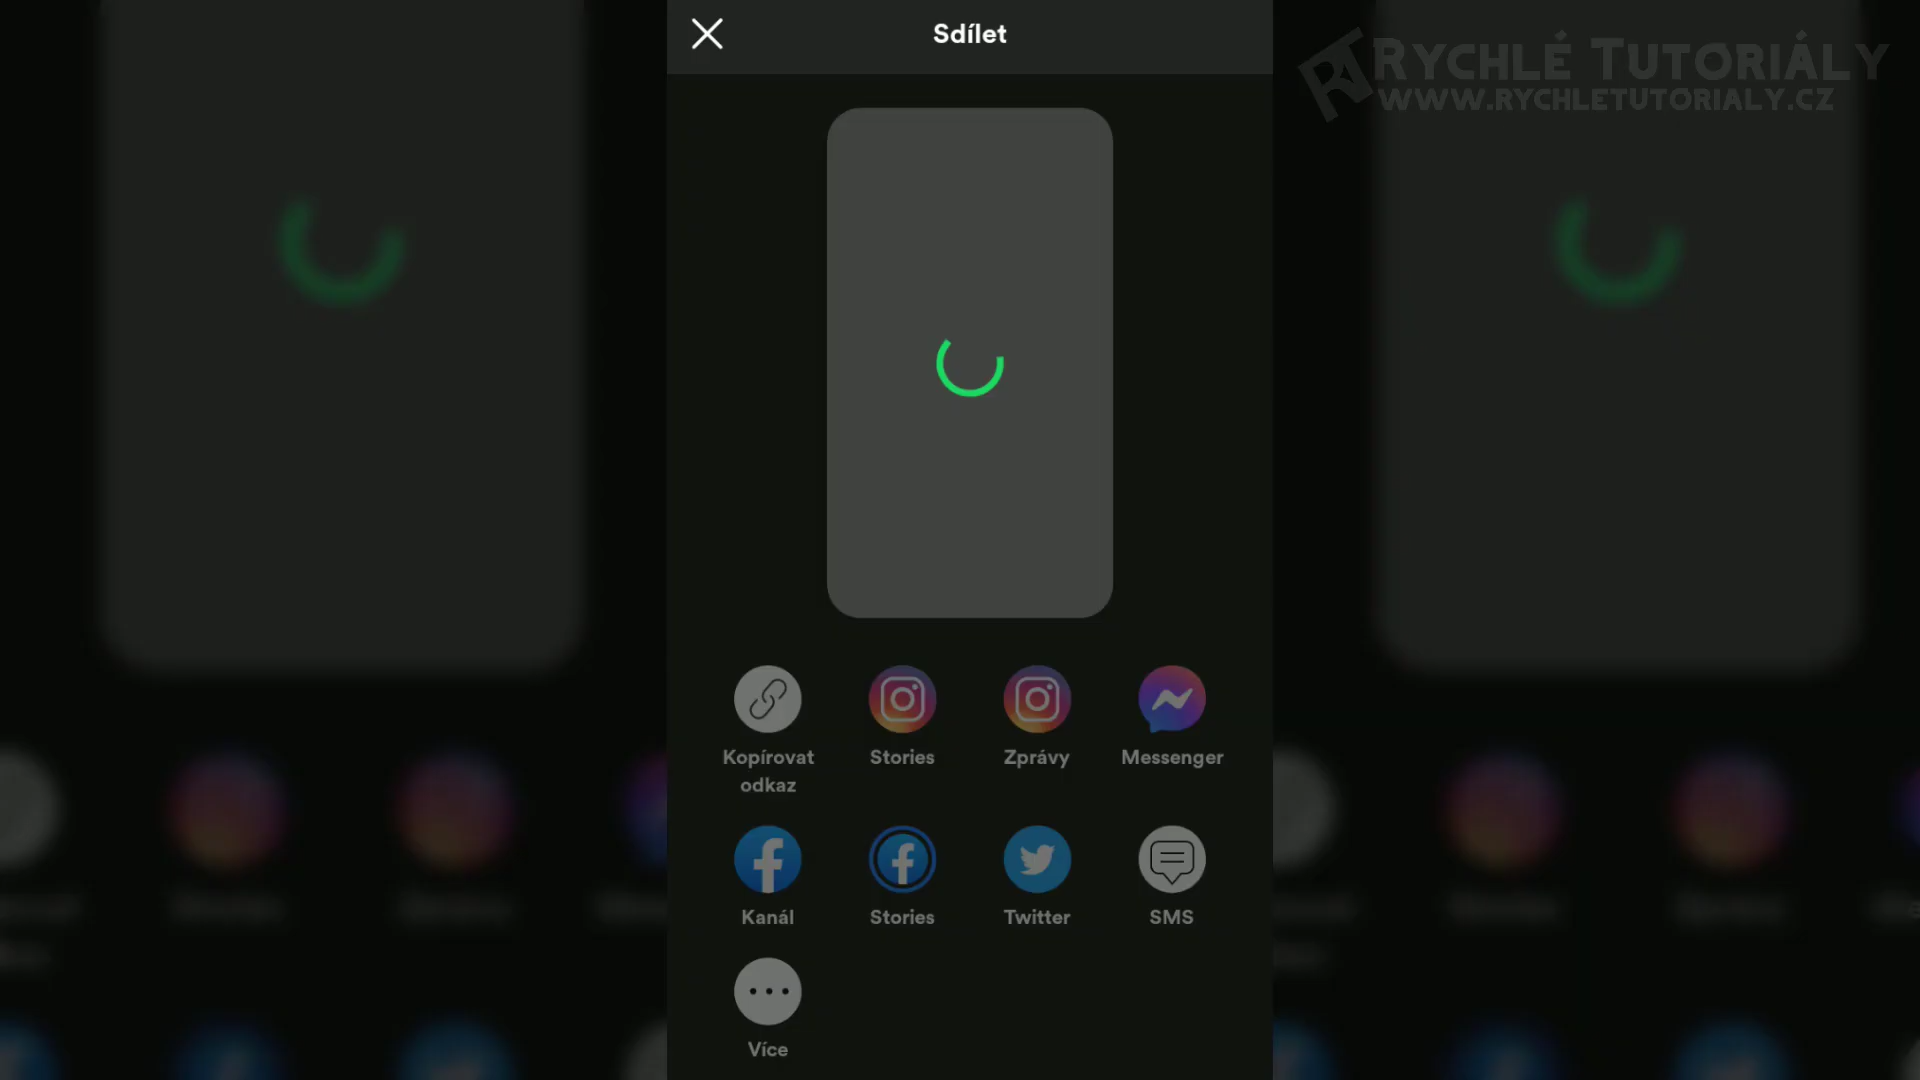 Sdílet
RYCHLÉ TUTORIÁLY
WWW.RYCHLETUTORIALY.CZ
Kopírovat
odkaz
Stories
Zprávy
Messenger
Kanál
Stories
Twitter
SMS
Více